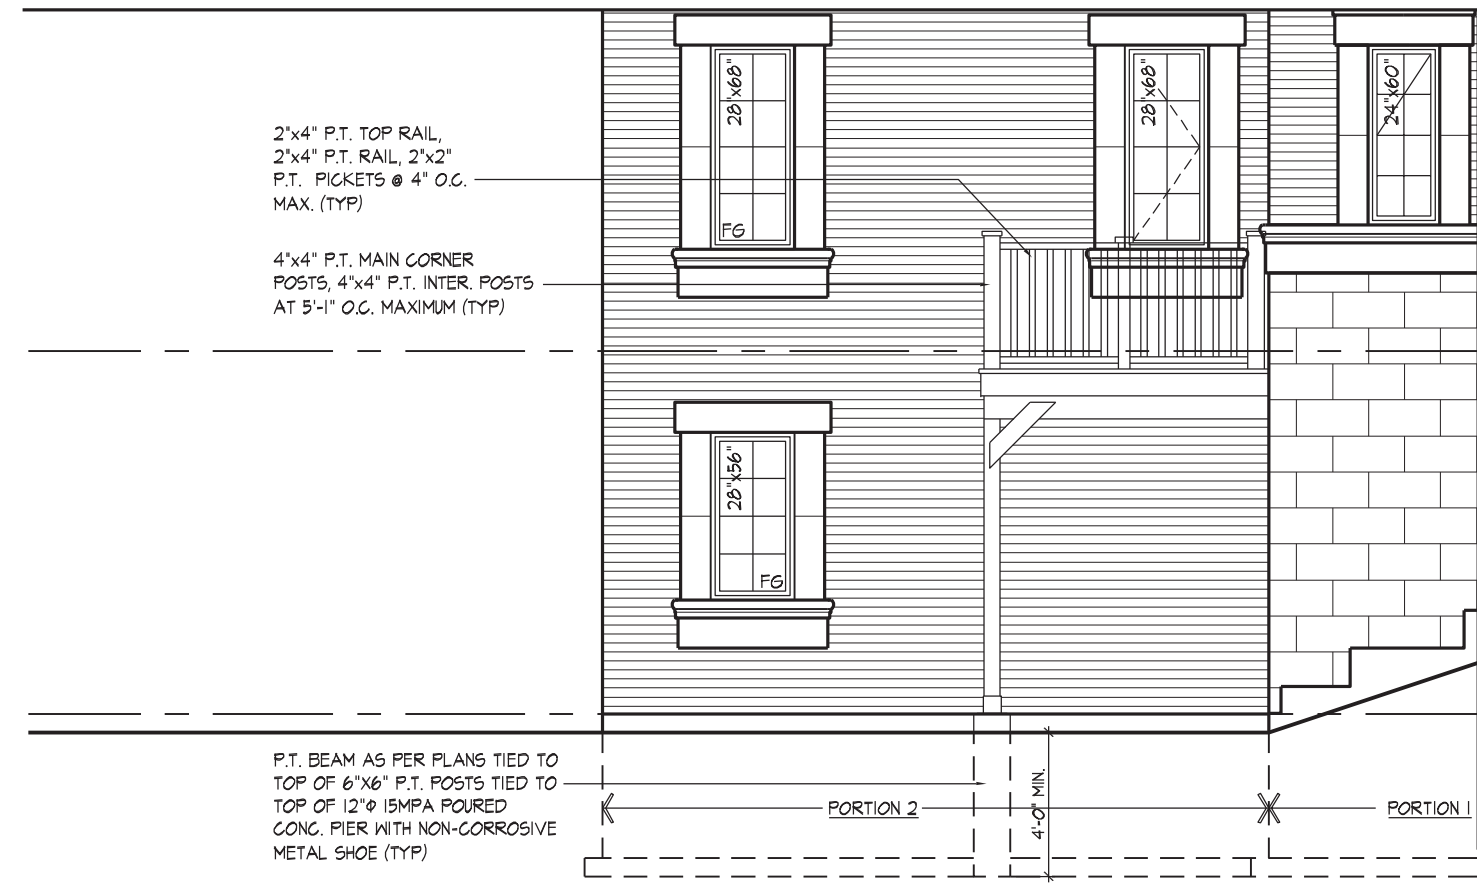 28"x68"
28"x68"
24"x60"
2"x4" P.T. TOP RAIL,
2"x4" P.T. RAIL, 2"x2"
P.T. PICKETS @ 4" O.C.
MAX. (TYP)
FG
4"x4" P.T. MAIN CORNER
POSTS, 4"x4" P.T. INTER. POSTS
AT 5'-1" O.C. MAXIMUM (TYP)
28"x56"
FG
P.T. BEAM AS PER PLANS TIED TO
TOP OF 6"X6" P.T. POSTS TIED TO
TOP OF 12"Φ 15MPA POURED
CONC. PIER WITH NON-CORROSIVE
METAL SHOE (TYP)
PORTION 2
4'-0" MIN.
PORTION 1